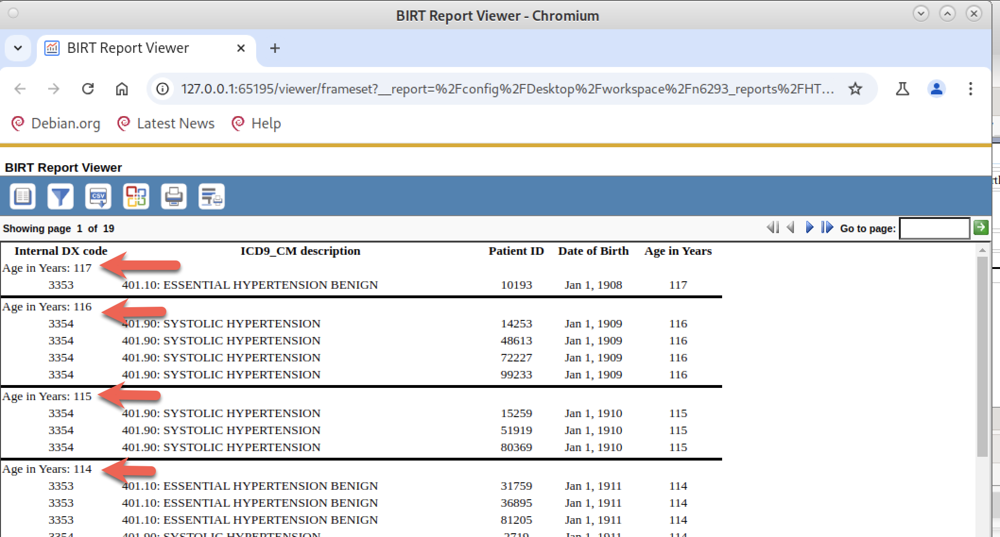 BIRT Report Viewer - Chromium
BIRT Report Viewer
127.0.0.1:65195/viewer/frameset?__report=%2Fconfig%2FDesktop%2Fworkspace%2Fn6293_reports%2FHT...
Debian.org Latest News Help
BIRT Report Viewer
CSV
Showing page 1 of 19 Go to page:
Internal DX code ICD9_CM description Patient ID Date of Birth Age in Years
Age in Years: 117
3353 401.10: ESSENTIAL HYPERTENSION BENIGN 10193 Jan 1, 1908 117
Age in Years: 116
3354 401.90: SYSTOLIC HYPERTENSION 14253 Jan 1, 1909 116
3354 401.90: SYSTOLIC HYPERTENSION 48613 Jan 1, 1909 116
3354 401.90: SYSTOLIC HYPERTENSION 72227 Jan 1, 1909 116
3354 401.90: SYSTOLIC HYPERTENSION 99233 Jan 1, 1909 116
Age in Years: 115
3354 401.90: SYSTOLIC HYPERTENSION 15259 Jan 1, 1910 115
3354 401.90: SYSTOLIC HYPERTENSION 51919 Jan 1, 1910 115
3354 401.90: SYSTOLIC HYPERTENSION 80369 Jan 1, 1910 115
Age in Years: 114
3353 401.10: ESSENTIAL HYPERTENSION BENIGN 31759 Jan 1, 1911 114
3353 401.10: ESSENTIAL HYPERTENSION BENIGN 36895 Jan 1, 1911 114
3353 401.10: ESSENTIAL HYPERTENSION BENIGN 81205 Jan 1, 1911 114
3354 401.90: SYSTOLIC HYPERTENSION 2719 Jan 1, 1911 114